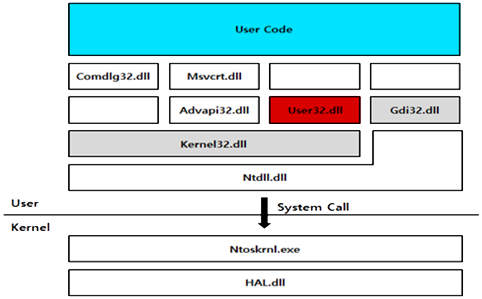 User Code
Comdlg32.dll Msvcrt.dll
Advapi32.dll User32.dll Gdi32.dll
Kernel32.dll
Ntdll.dll
User
System Call
Kernel
Ntoskrnl.exe
HAL.dll